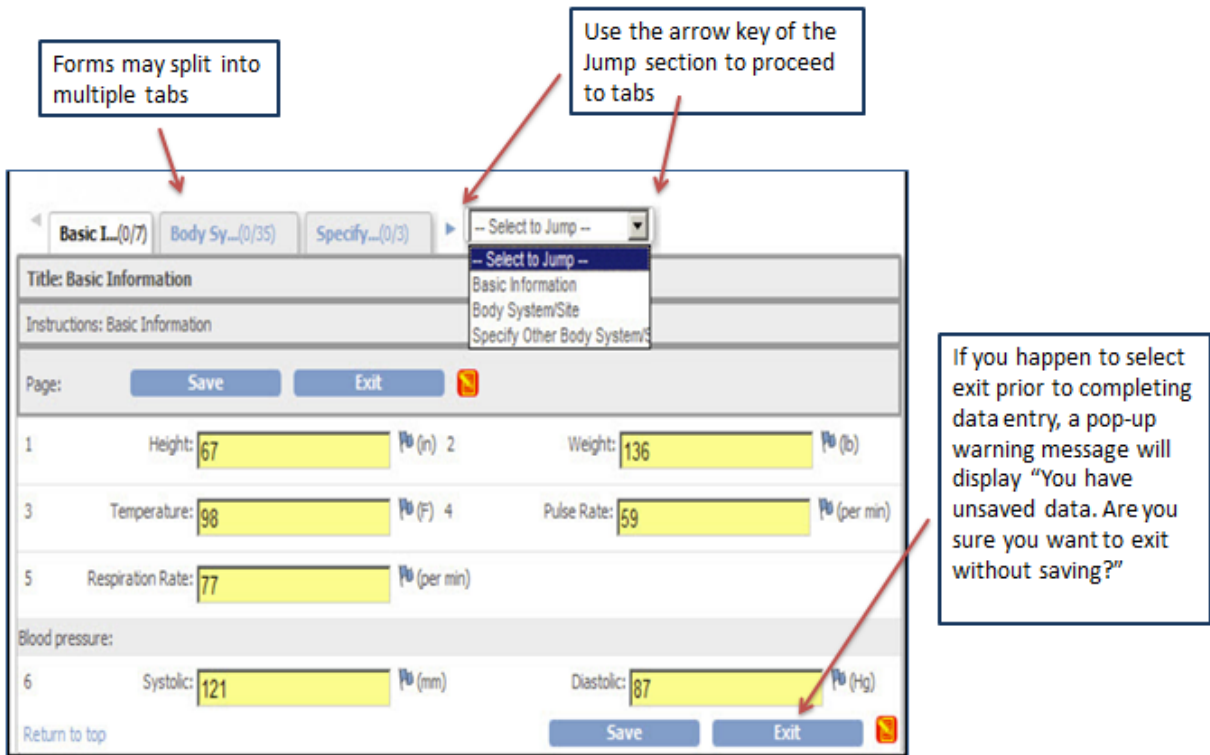 Forms may split into
multiple tabs
Use the arrow key of the
Jump section to proceed
to tabs
Basic I...(0/7) Body Sy...(0/35) Specify...(0/3) -- Select to Jump --
-- Select to Jump --
Basic Information
Body System/Site
Specify Other Body System/S
Title: Basic Information
Instructions: Basic Information
Page: Save Exit
1 Height: 67 (in) 2 Weight: 136 (lb)
3 Temperature: 98 (F) 4 Pulse Rate: 59 (per min)
5 Respiration Rate: 77 (per min)
Blood pressure:
6 Systolic: 121 (mm) Diastolic: 87 (Hg)
Return to top Save Exit
If you happen to select
exit prior to completing
data entry, a pop-up
warning message will
display “You have
unsaved data. Are you
sure you want to exit
without saving?”